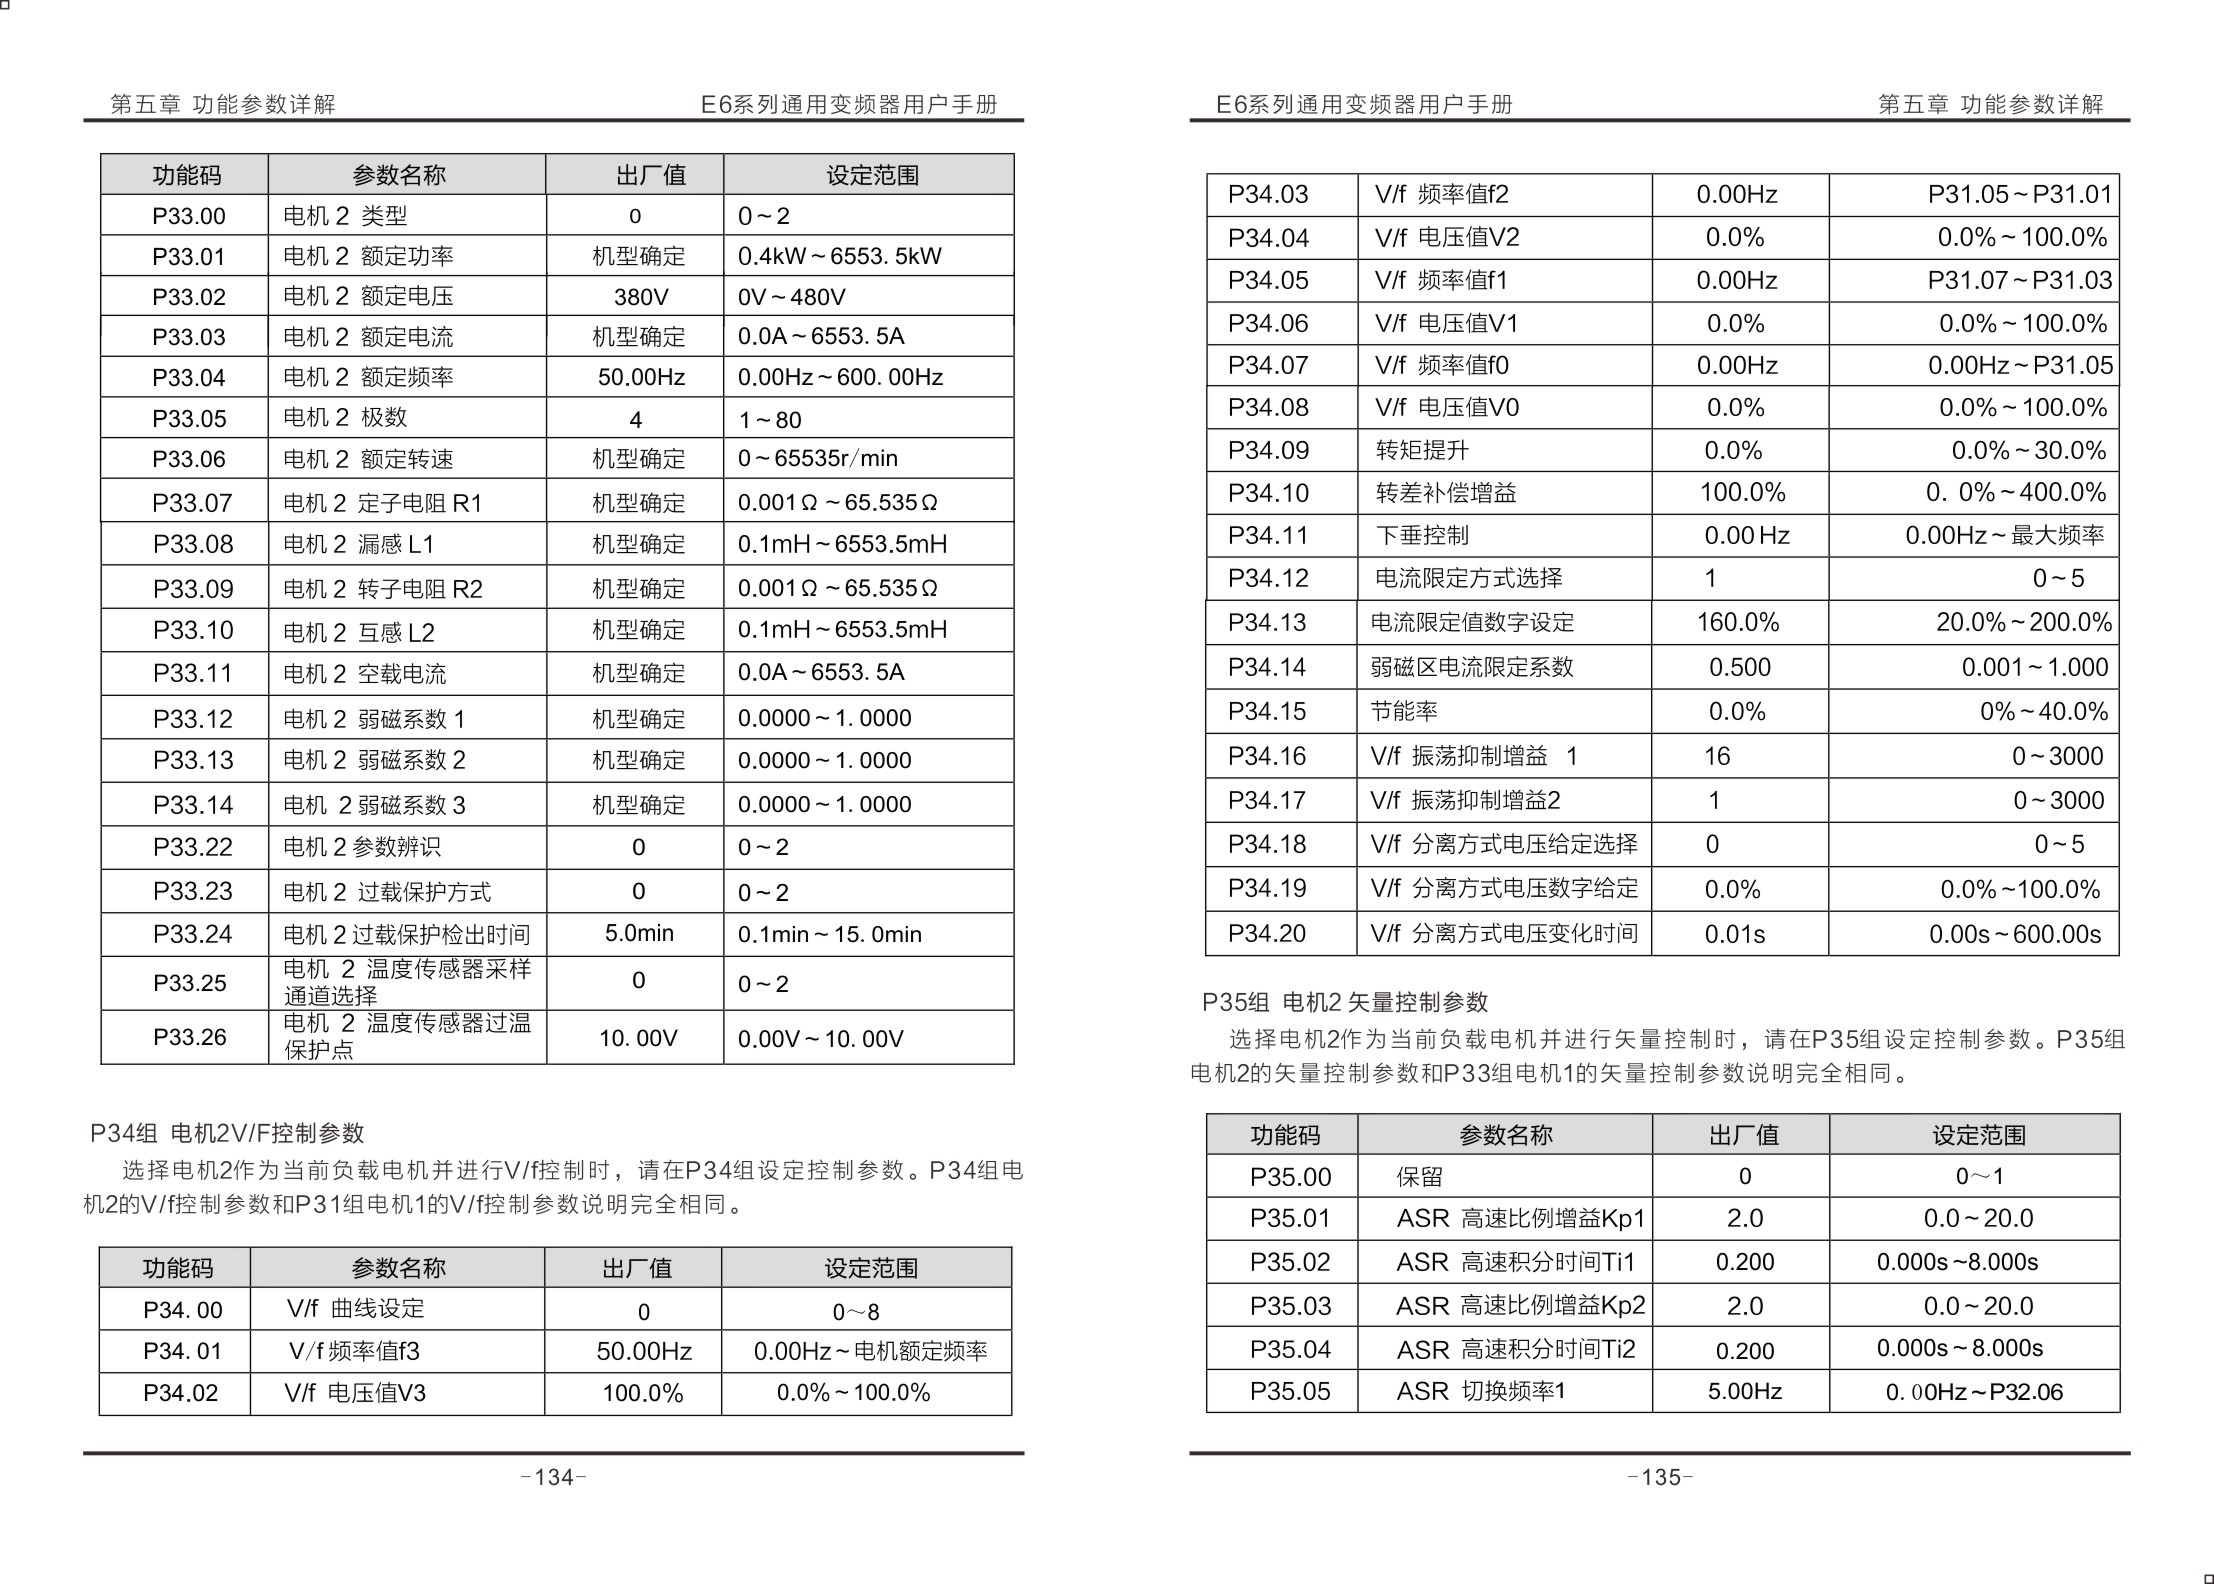 第五章 功能参数详解 E6系列通用变频器用户手册
功能码 参数名称 出厂值 设定范围
P33.00 电机 2 类型 0 0~2
P33.01 电机 2 额定功率 机型确定 0.4kW~6553. 5kW
P33.02 电机 2 额定电压 380V 0V~480V
P33.03 电机 2 额定电流 机型确定 0.0A~6553. 5A
P33.04 电机 2 额定频率 50.00Hz 0.00Hz~600. 00Hz
P33.05 电机 2 极数 4 1~80
P33.06 电机 2 额定转速 机型确定 0~65535r/min
P33.07 电机 2 定子电阻 R1 机型确定 0.001Ω ~65.535Ω
P33.08 电机 2 漏感 L1 机型确定 0.1mH~6553.5mH
P33.09 电机 2 转子电阻 R2 机型确定 0.001Ω ~65.535Ω
P33.10 电机 2 互感 L2 机型确定 0.1mH~6553.5mH
P33.11 电机 2 空载电流 机型确定 0.0A~6553. 5A
P33.12 电机 2 弱磁系数 1 机型确定 0.0000~1. 0000
P33.13 电机 2 弱磁系数 2 机型确定 0.0000~1. 0000
P33.14 电机 2 弱磁系数 3 机型确定 0.0000~1. 0000
P33.22 电机 2 参数辨识 0 0~2
P33.23 电机 2 过载保护方式 0 0~2
P33.24 电机 2 过载保护检出时间 5.0min 0.1min~15. 0min
P33.25 电机 2 温度传感器采样 0 0~2
通道选择
P33.26 电机 2 温度传感器过温 10. 00V 0.00V~10. 00V
保护点
P34组 电机2V/F控制参数
选择电机2作为当前负载电机并进行V/f控制时，请在P34组设定控制参数。P34组电
机2的V/f控制参数和P31组电机1的V/f控制参数说明完全相同。
功能码 参数名称 出厂值 设定范围
P34. 00 V/f 曲线设定 0 0～8
P34. 01 V/f 频率值f3 50.00Hz 0.00Hz~电机额定频率
P34.02 V/f 电压值V3 100.0% 0.0%~100.0%
-134-
E6系列通用变频器用户手册 第五章 功能参数详解
P34.03 V/f 频率值f2 0.00Hz P31.05~P31.01
P34.04 V/f 电压值V2 0.0% 0.0%~100.0%
P34.05 V/f 频率值f1 0.00Hz P31.07~P31.03
P34.06 V/f 电压值V1 0.0% 0.0%~100.0%
P34.07 V/f 频率值f0 0.00Hz 0.00Hz~P31.05
P34.08 V/f 电压值V0 0.0% 0.0%~100.0%
P34.09 转矩提升 0.0% 0.0%~30.0%
P34.10 转差补偿增益 100.0% 0. 0%~400.0%
P34.11 下垂控制 0.00 Hz 0.00Hz~最大频率
P34.12 电流限定方式选择 1 0~5
P34.13 电流限定值数字设定 160.0% 20.0%~200.0%
P34.14 弱磁区电流限定系数 0.500 0.001~1.000
P34.15 节能率 0.0% 0%~40.0%
P34.16 V/f 振荡抑制增益 1 16 0~3000
P34.17 V/f 振荡抑制增益2 1 0~3000
P34.18 V/f 分离方式电压给定选择 0 0~5
P34.19 V/f 分离方式电压数字给定 0.0% 0.0%~100.0%
P34.20 V/f 分离方式电压变化时间 0.01s 0.00s~600.00s
P35组 电机2 矢量控制参数
选择电机2作为当前负载电机并进行矢量控制时，请在P35组设定控制参数。P35组
电机2的矢量控制参数和P33组电机1的矢量控制参数说明完全相同。
功能码 参数名称 出厂值 设定范围
P35.00 保留 0 0～1
P35.01 ASR 高速比例增益Kp1 2.0 0.0~20.0
P35.02 ASR 高速积分时间Ti1 0.200 0.000s~8.000s
P35.03 ASR 高速比例增益Kp2 2.0 0.0~20.0
P35.04 ASR 高速积分时间Ti2 0.200 0.000s~8.000s
P35.05 ASR 切换频率1 5.00Hz 0. 00Hz~P32.06
-135-